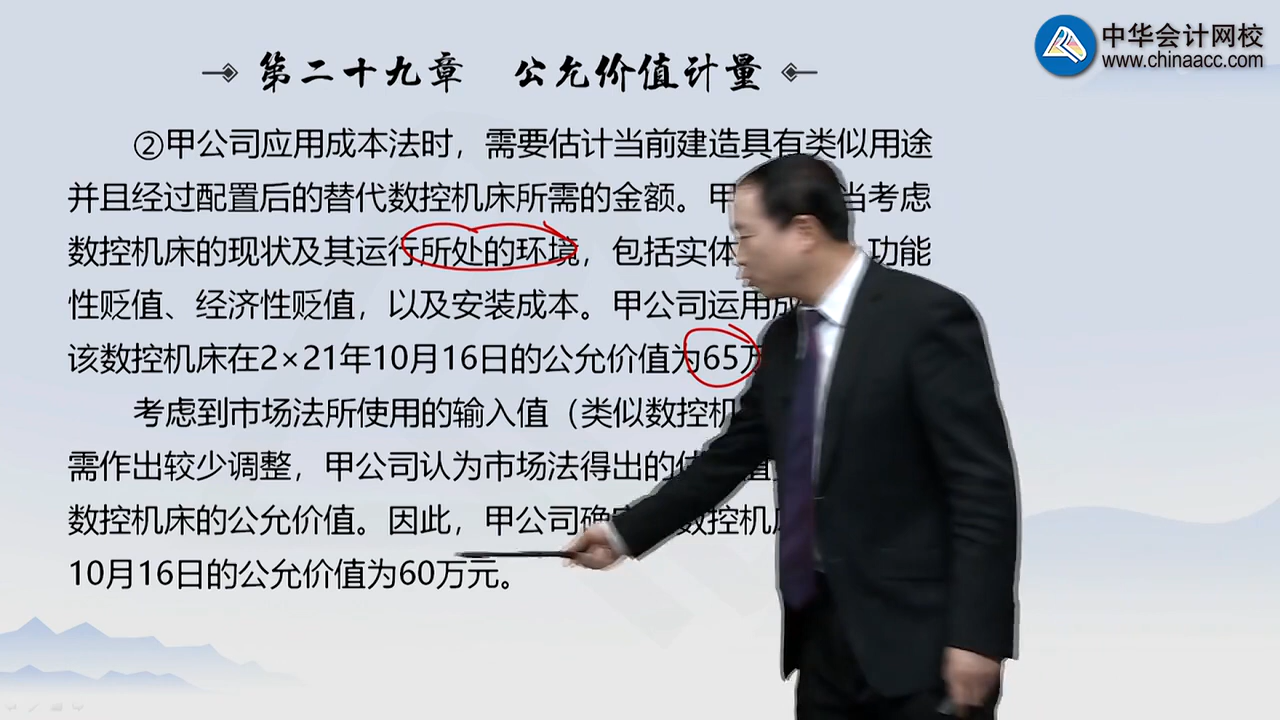 中华会计网校
www.chinaacc.com
第二十九章 公允价值计量
②甲公司应用成本法时，需要估计当前建造具有类似用途
并且经过配置后的替代数控机床所需的金额。甲 当考虑
数控机床的现状及其运行所处的环境，包括实体 功能
性贬值、经济性贬值，以及安装成本。甲公司运用成
该数控机床在2×21年10月16日的公允价值为65万
考虑到市场法所使用的输入值（类似数控机
需作出较少调整，甲公司认为市场法得出的估 值
数控机床的公允价值。因此，甲公司确定 数控机床
10月16日的公允价值为60万元。